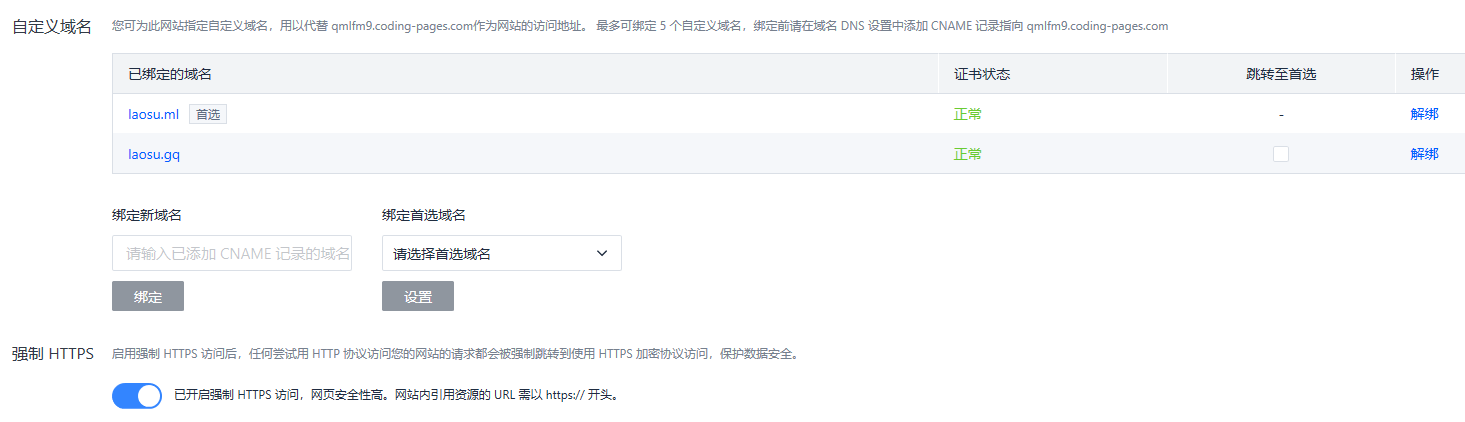 自定义域名 您可为此网站指定自定义域名，用以代替 qmlfm9.coding-pages.com作为网站的访问地址。 最多可绑定 5 个自定义域名，绑定前请在域名 DNS 设置中添加 CNAME 记录指向 qmlfm9.coding-pages.com
已绑定的域名 证书状态 跳转至首选 操作
laosu.ml 首选 正常 - 解绑
laosu.gq 正常 解绑
绑定新域名 绑定首选域名
请输入已添加 CNAME 记录的域名 请选择首选域名
绑定 设置
强制 HTTPS 启用强制 HTTPS 访问后，任何尝试用 HTTP 协议访问您的网站的请求都会被强制跳转到使用 HTTPS 加密协议访问，保护数据安全。
已开启强制 HTTPS 访问，网页安全性高。网站内引用资源的 URL 需以 https:// 开头。